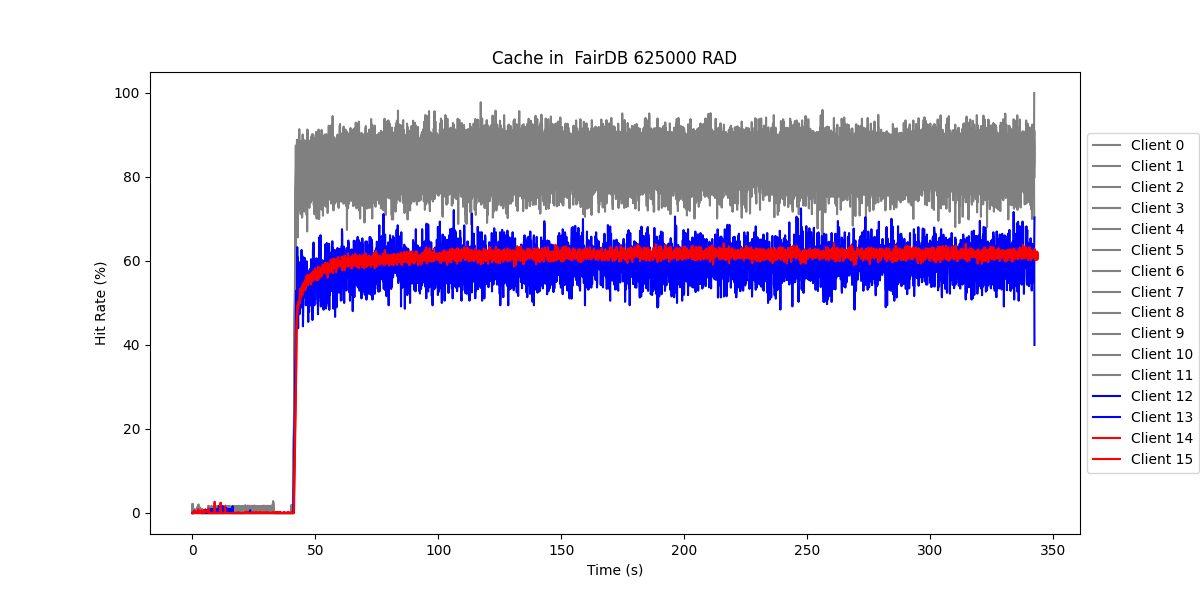 Cache in  FairDB 625000 RAD
Hit Rate (%)
100
80
60
40
20
0
0
50
100
150
200
250
300
350
Time (s)
Client 0
Client 1
Client 2
Client 3
Client 4
Client 5
Client 6
Client 7
Client 8
Client 9
Client 10
Client 11
Client 12
Client 13
Client 14
Client 15